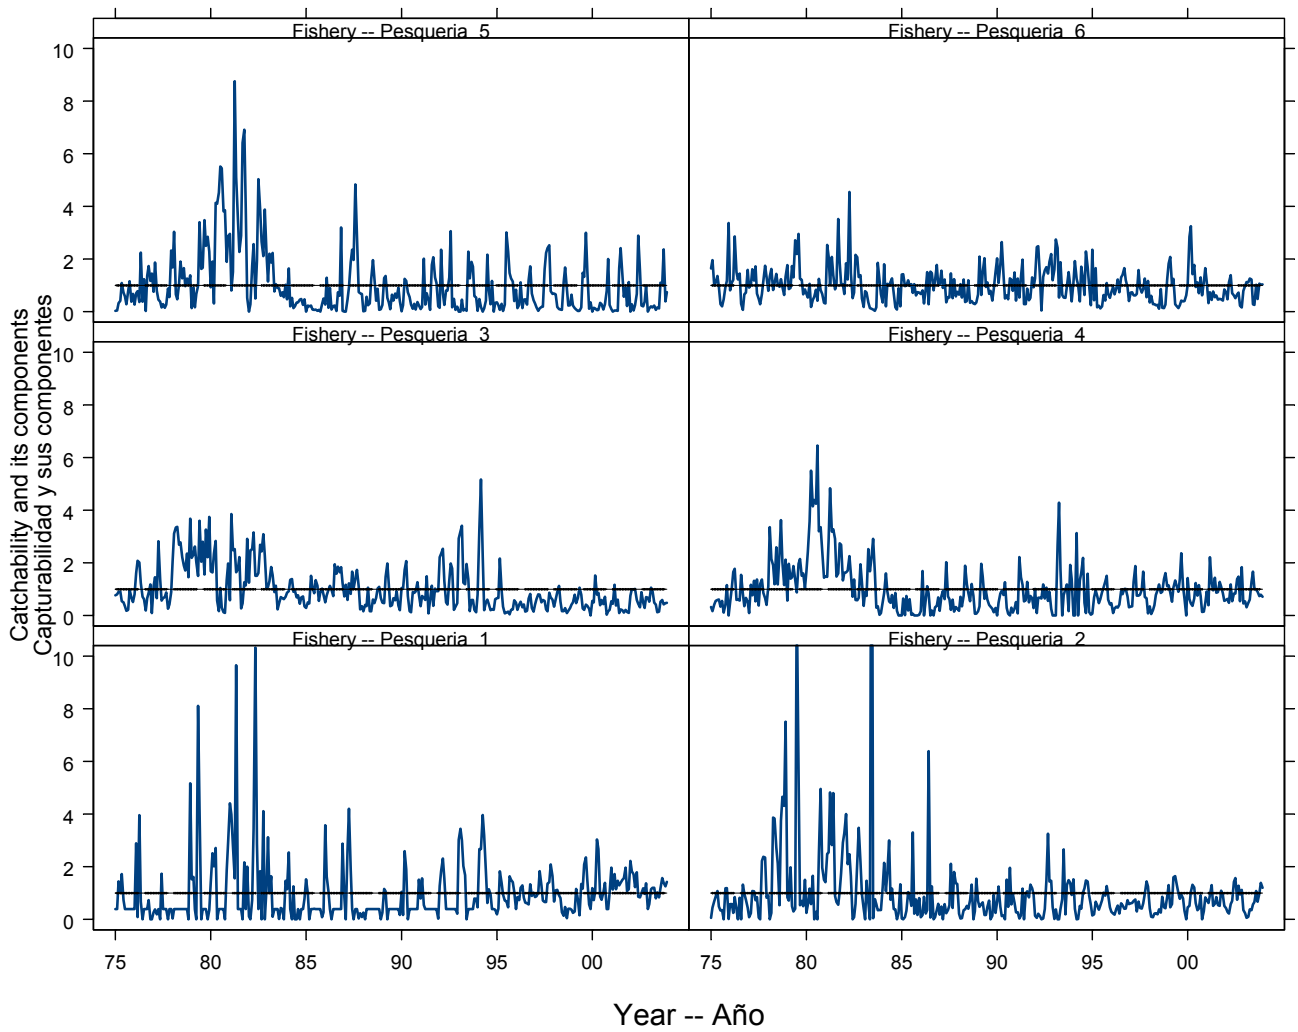 Fishery -- Pesqueria 5
Fishery -- Pesqueria 6
10
8
6
4
2
0
Fishery -- Pesqueria 3
Fishery -- Pesqueria 4
10
8
6
4
2
0
Fishery -- Pesqueria 1
Fishery -- Pesqueria 2
10
8
6
4
2
0
Catchability and its components
Capturabilidad y sus componentes
75 80 85 90 95 00
75 80 85 90 95 00
Year -- Año